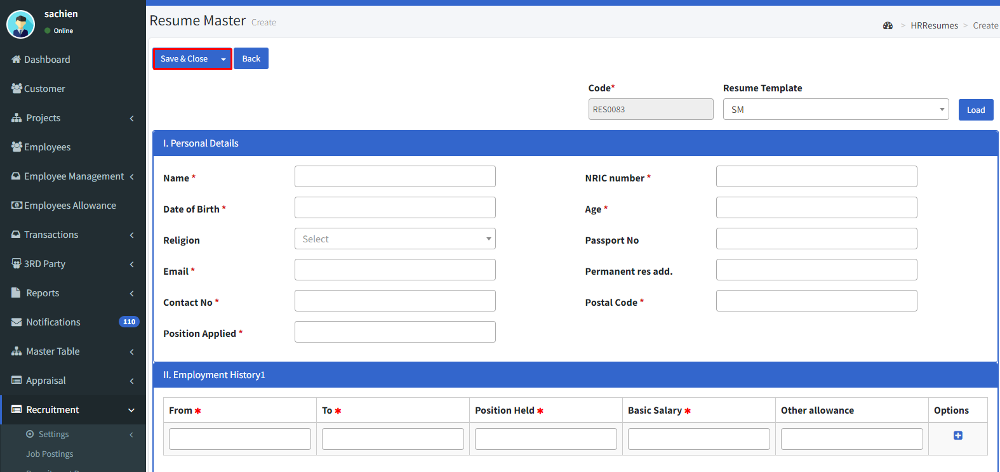 sachien
Online
Dashboard
Customer
Projects
Employees
Employee Management
Employees Allowance
Transactions
3RD Party
Reports
Notifications 110
Master Table
Appraisal
Recruitment
Settings
Job Postings
Resume Master Create
> HRResumes > Create
Save & Close Back
Code* Resume Template
RES0083 SM Load
I. Personal Details
Name * NRIC number *
Date of Birth * Age *
Religion Select Passport No
Email * Permanent res add.
Contact No * Postal Code *
Position Applied *
II. Employment History1
From * To * Position Held * Basic Salary * Other allowance Options